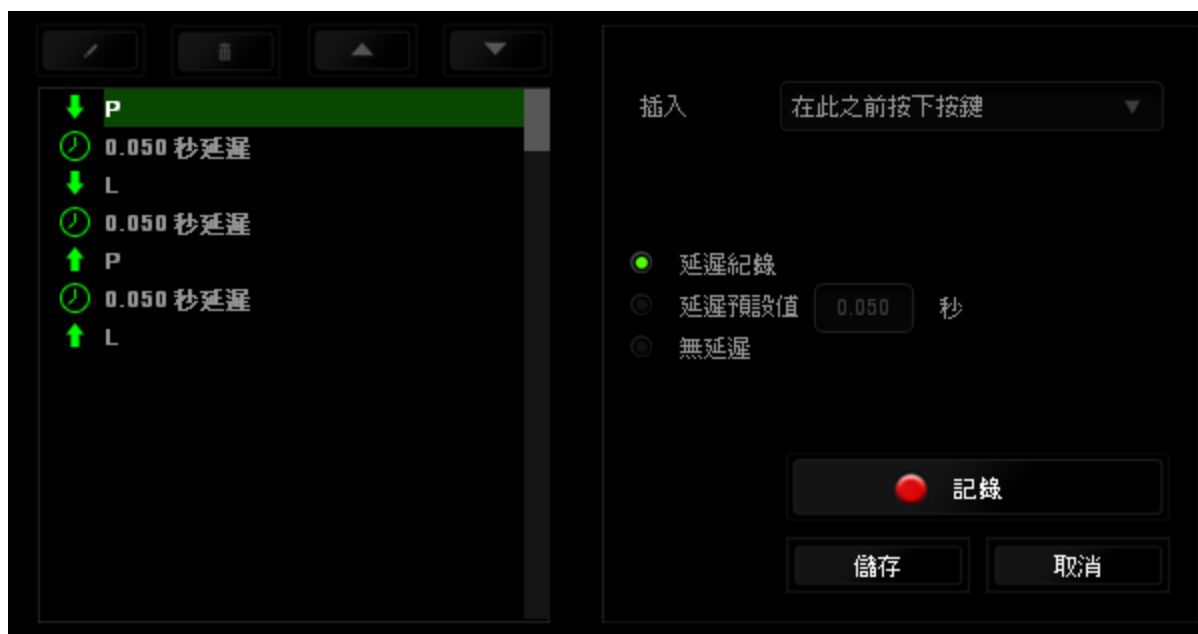 P
0.050 秒延遲
L
0.050 秒延遲
P
0.050 秒延遲
L
插入 在此之前按下按鍵
延遲紀錄
延遲預設值 0.050 秒
無延遲
記錄
儲存 取消